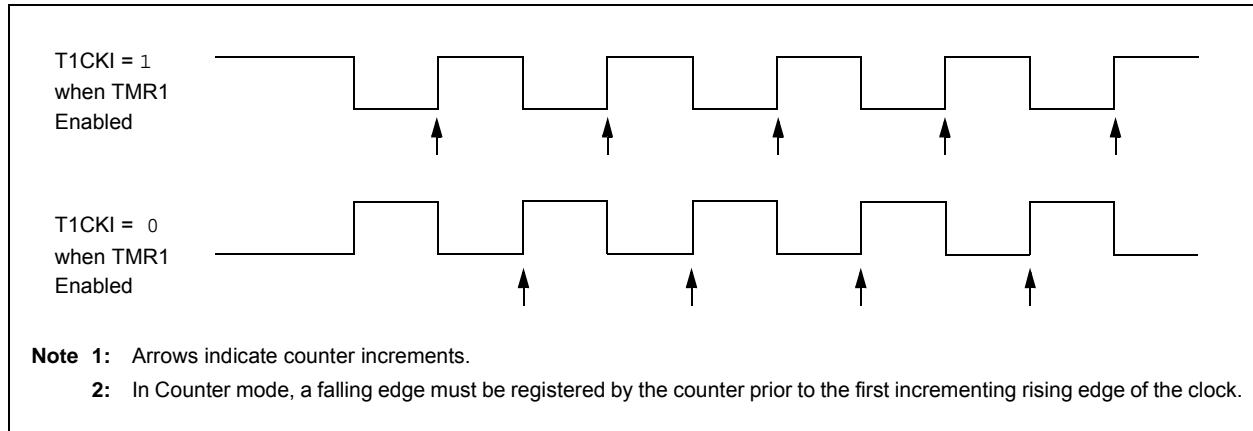 T1CKI = 1
when TMR1
Enabled
T1CKI = 0
when TMR1
Enabled
Note 1: Arrows indicate counter increments.
2: In Counter mode, a falling edge must be registered by the counter prior to the first incrementing rising edge of the clock.